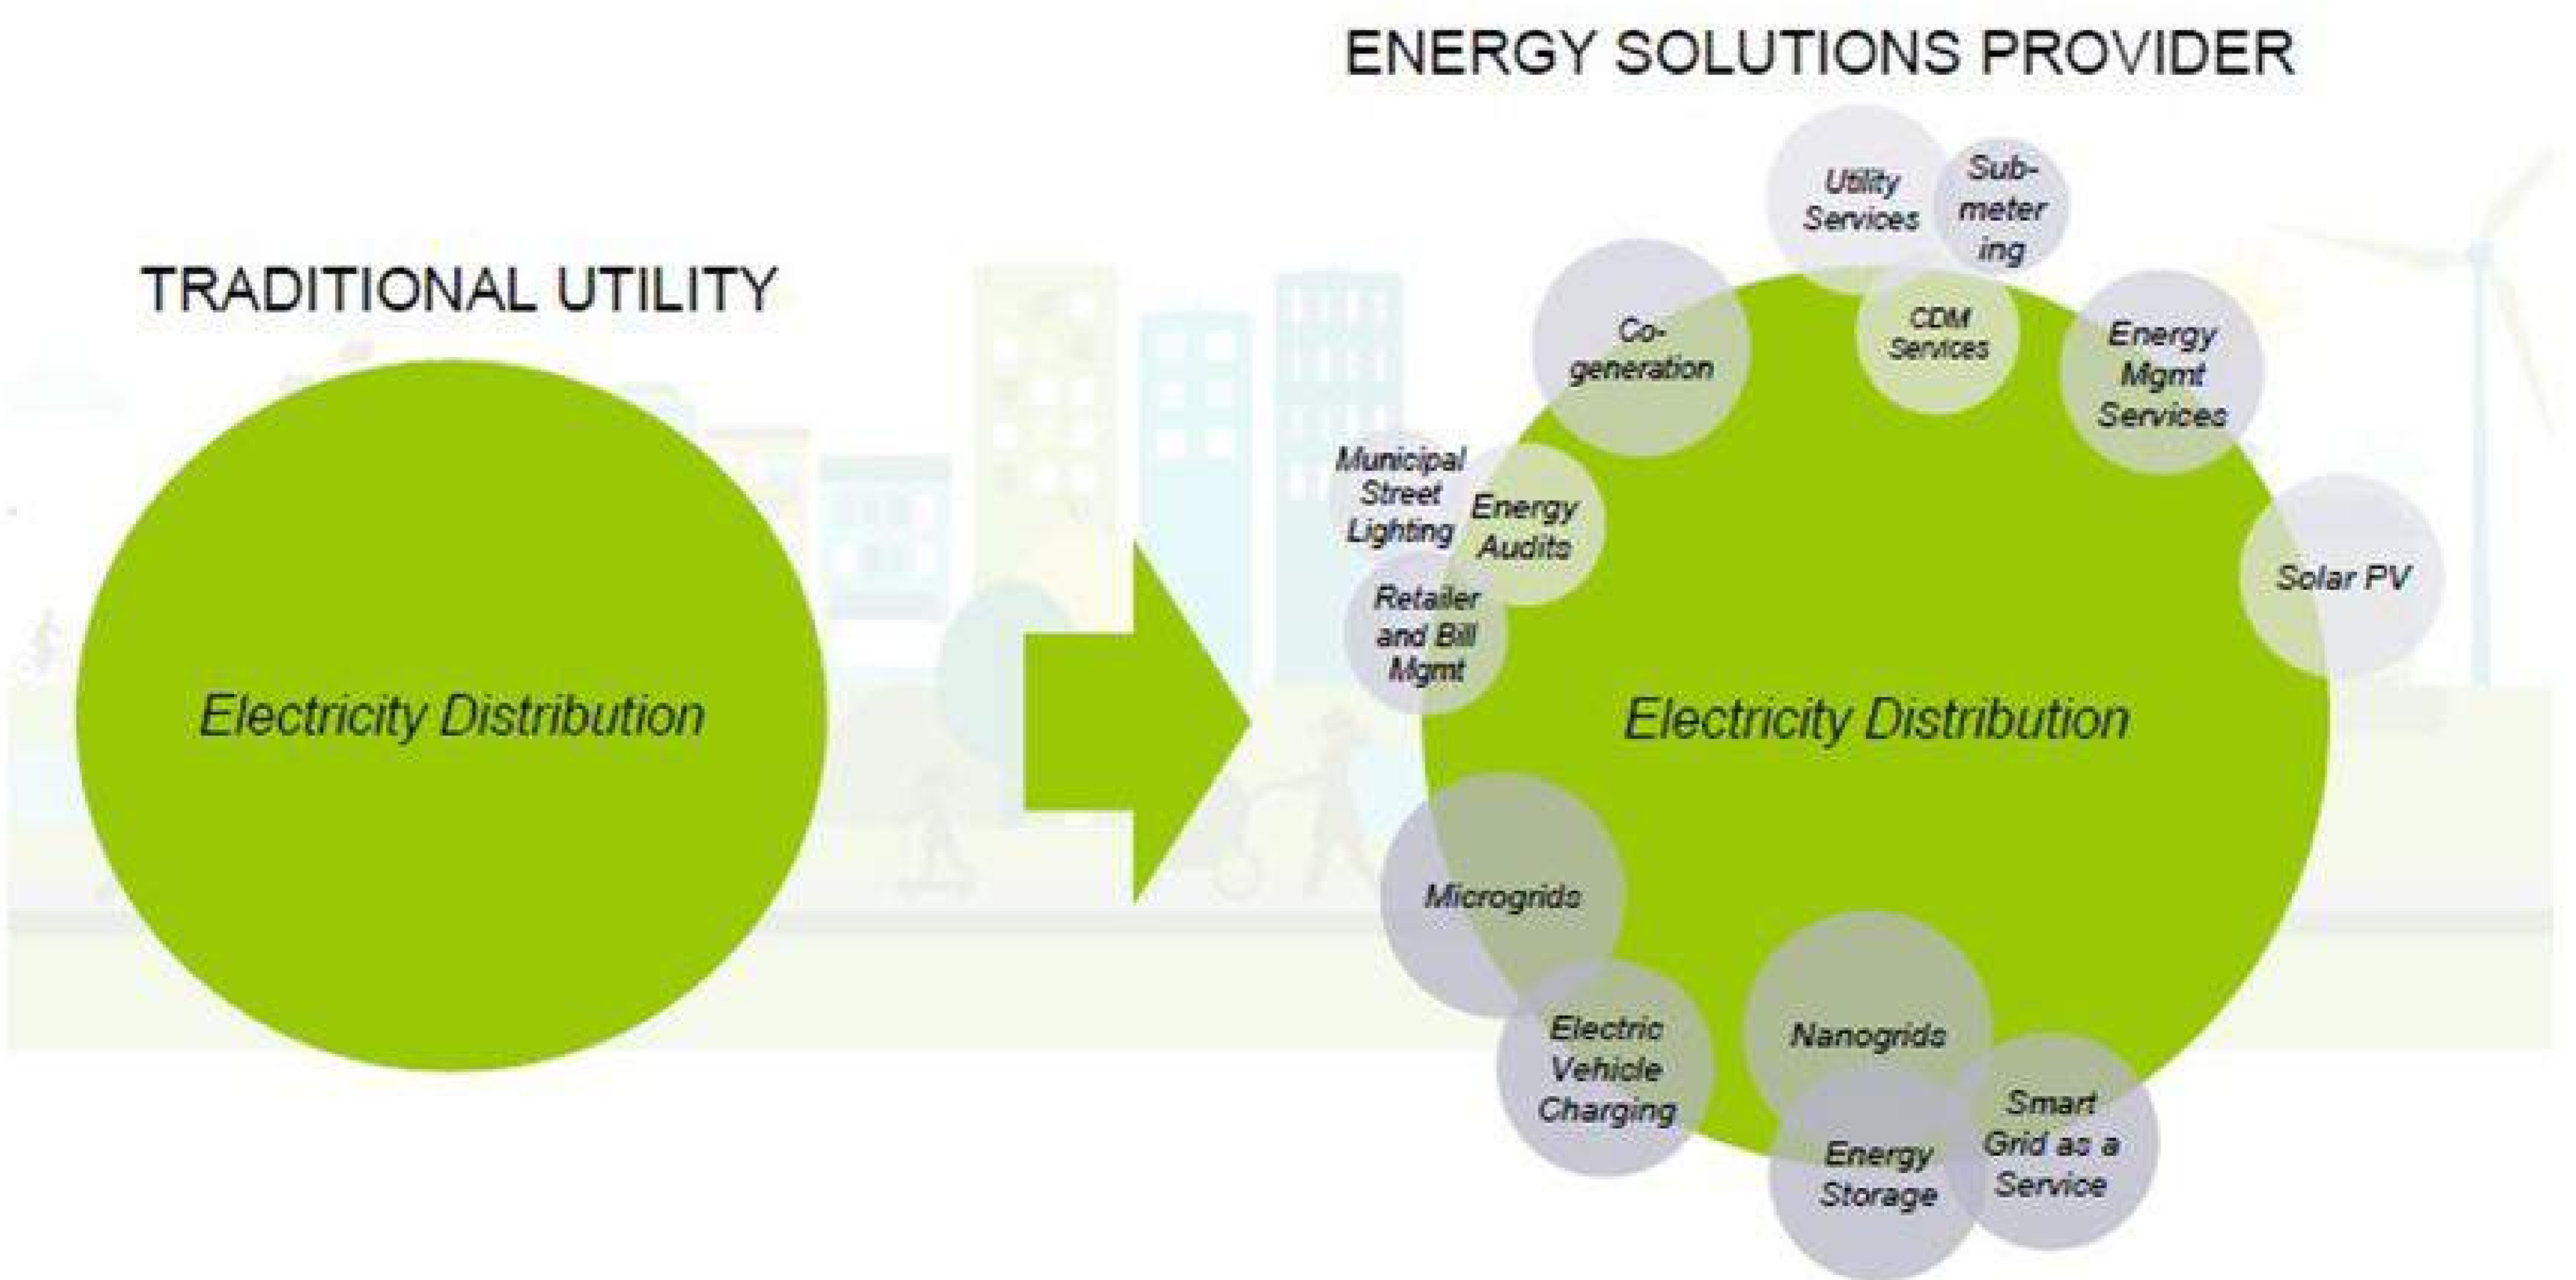 ENERGY SOLUTIONS PROVIDER
TRADITIONAL UTILITY
Electricity Distribution
Utility
Services
Sub-
meter
ing
Co-
generation
CDM
Services
Energy
Mgmt
Services
Municipal
Street
Lighting
Energy
Audits
Retailer
and Bill
Mgmt
Solar PV
Electricity Distribution
Microgrids
Electric
Vehicle
Charging
Nanogrids
Energy
Storage
Smart
Grid as a
Service